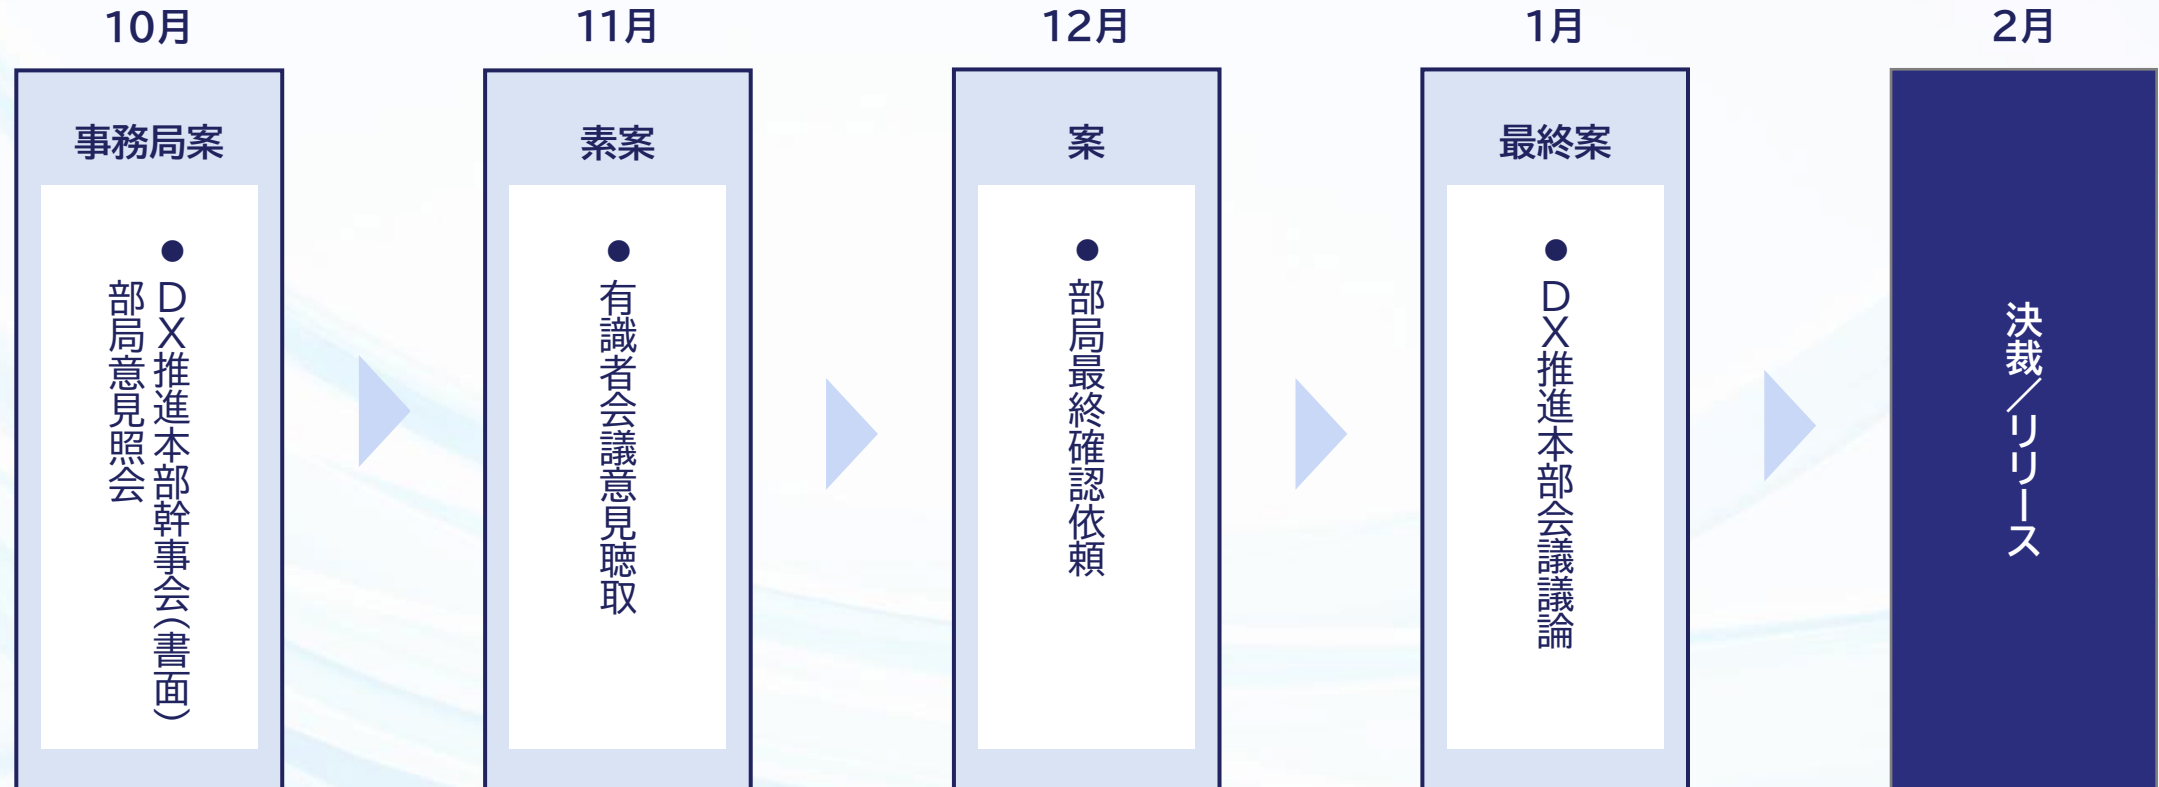 10月
事務局案
● DX推進本部幹事会(書面)
部局意見照会
11月
素案
● 有識者会議意見聴取
12月
案
● 部局最終確認依頼
1月
最終案
● DX推進本部会議議論
2月
決裁/リリース